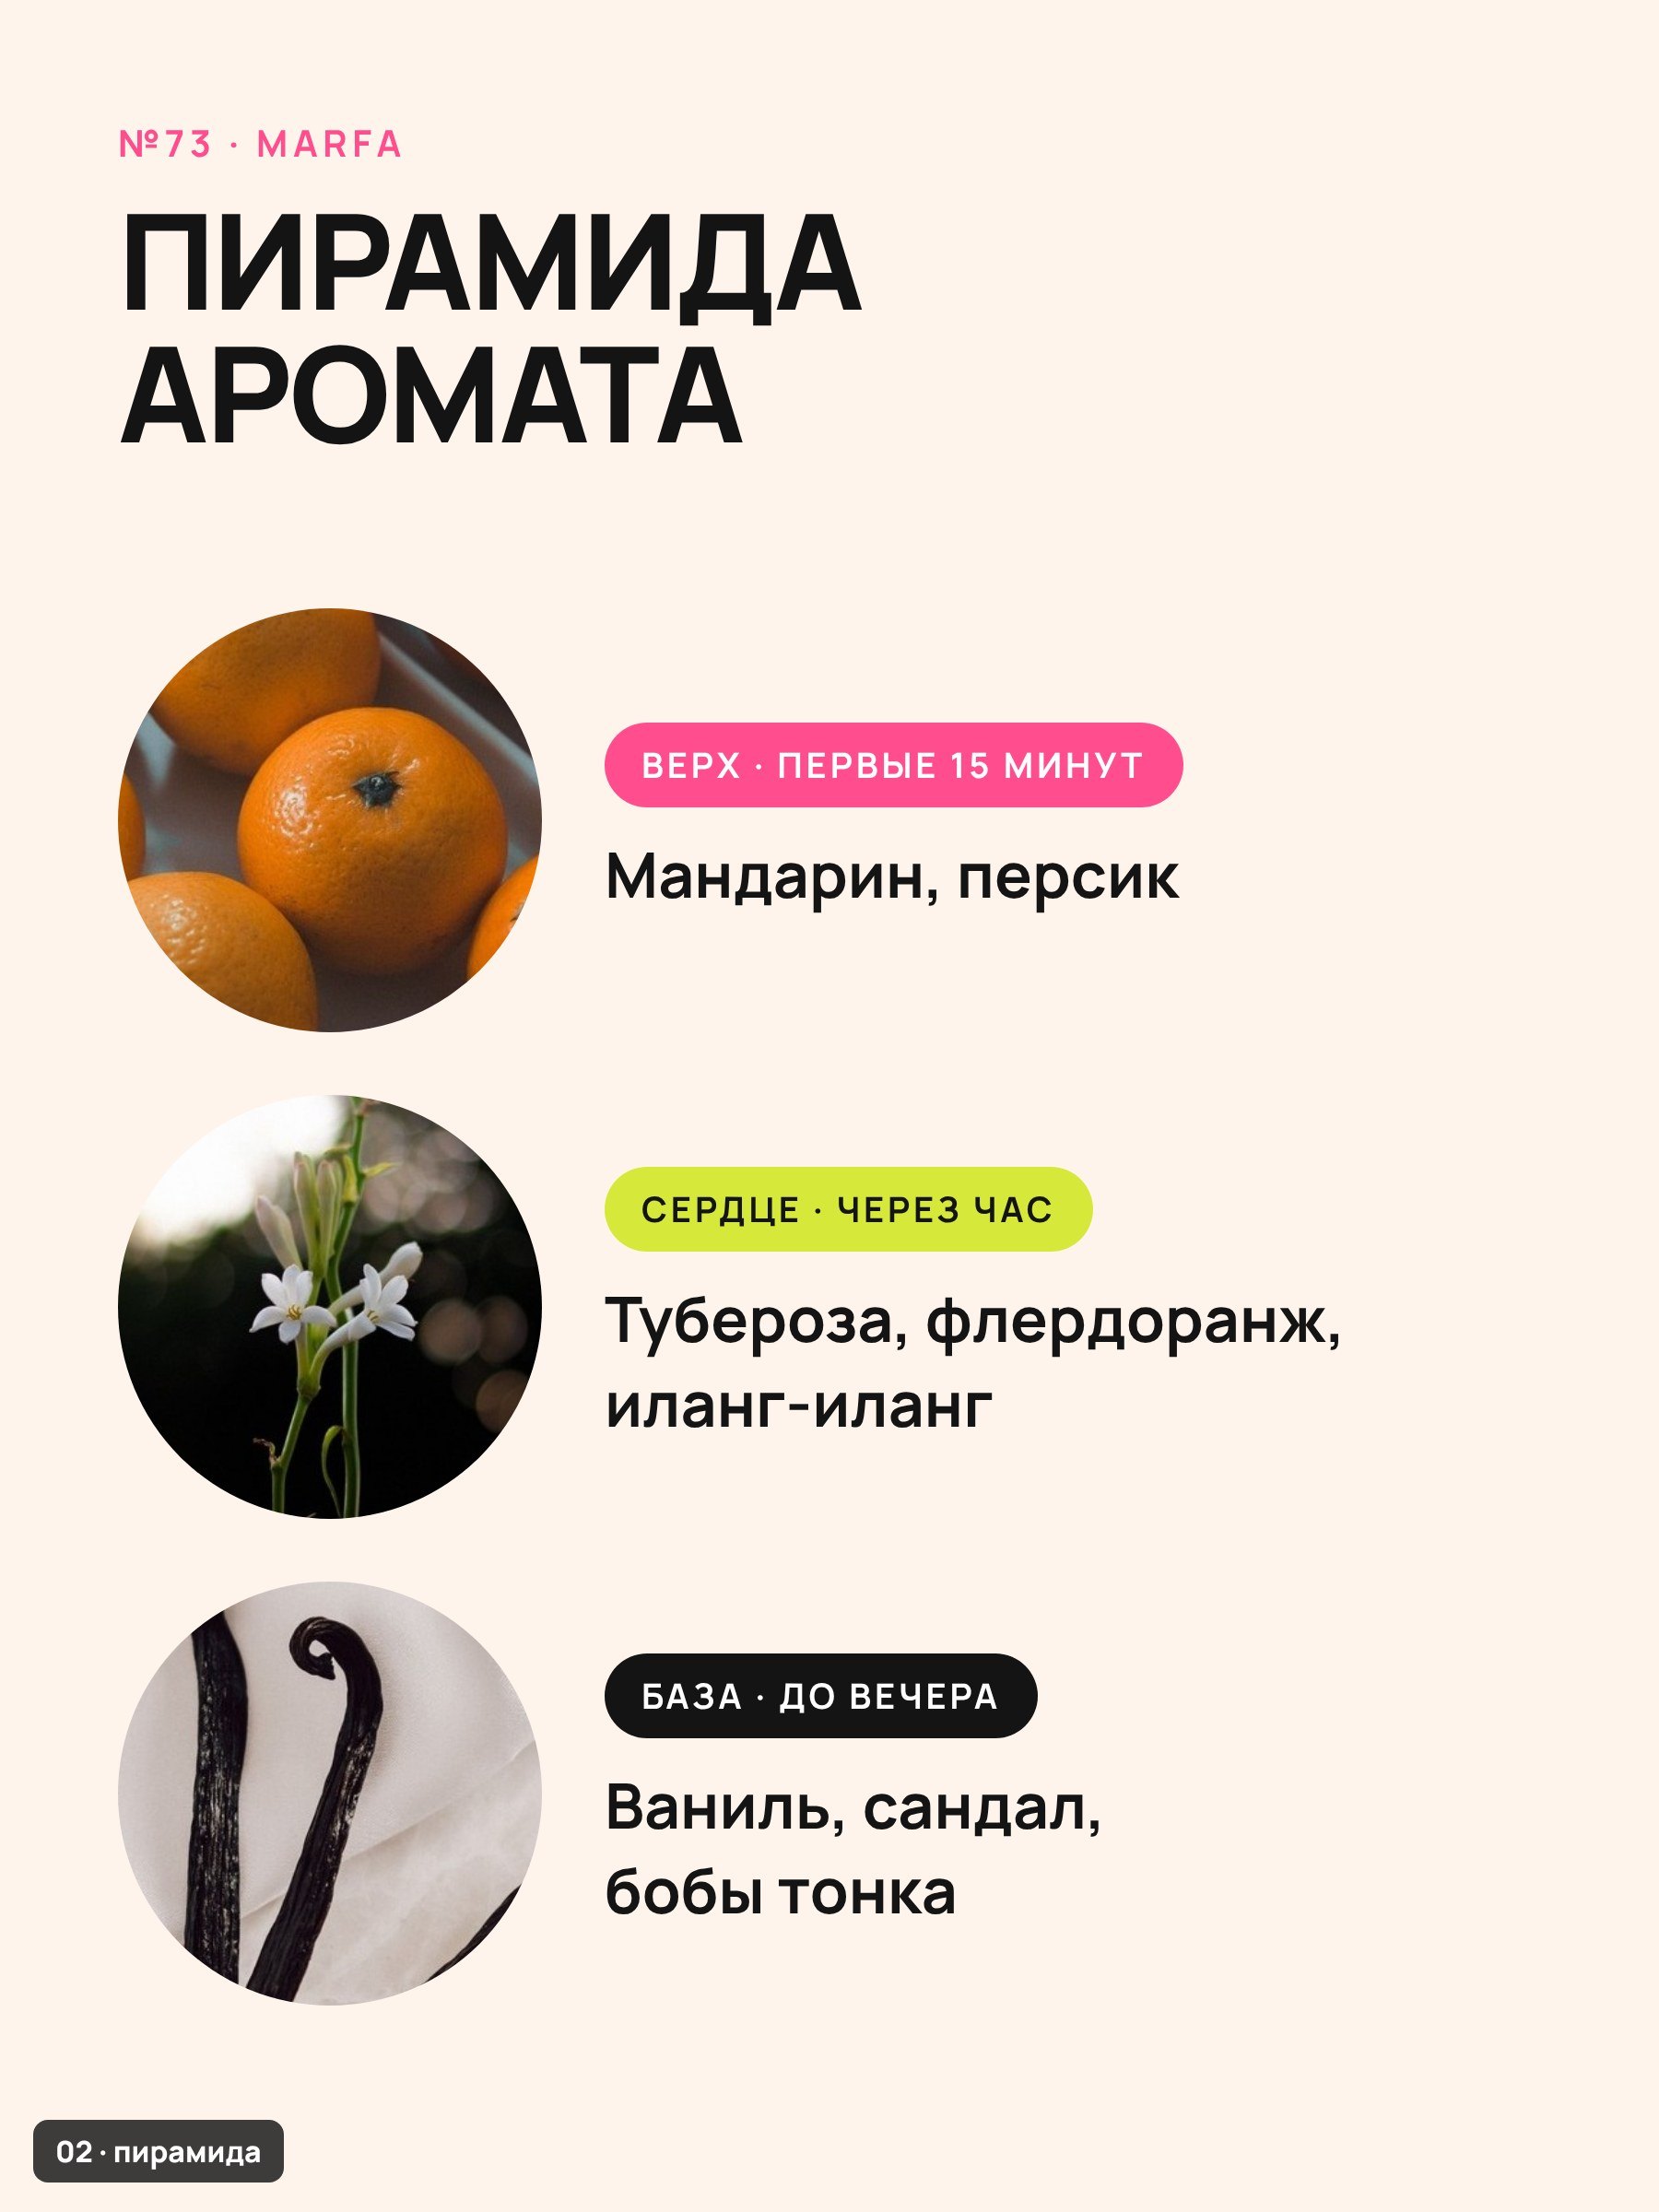 №73 · MARFA
ПИРАМИДА
АРОМАТА
ВЕРХ · ПЕРВЫЕ 15 МИНУТ
Мандарин, персик
СЕРДЦЕ · ЧЕРЕЗ ЧАС
Тубероза, флердоранж,
иланг-иланг
БАЗА · ДО ВЕЧЕРА
Ваниль, сандал,
бобы тонка
02 · пирамида